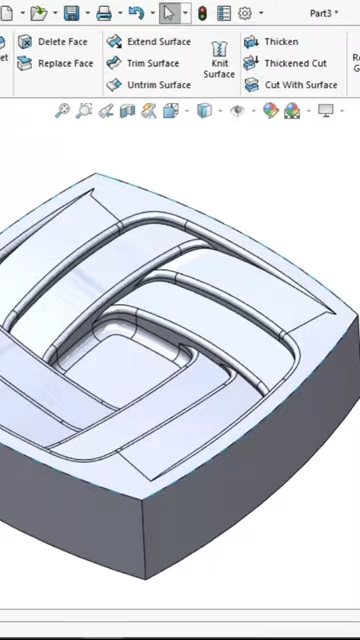 Part3 *
Delete Face
Replace Face
Extend Surface
Trim Surface
Untrim Surface
Knit
Surface
Thicken
Thickened Cut
Cut With Surface